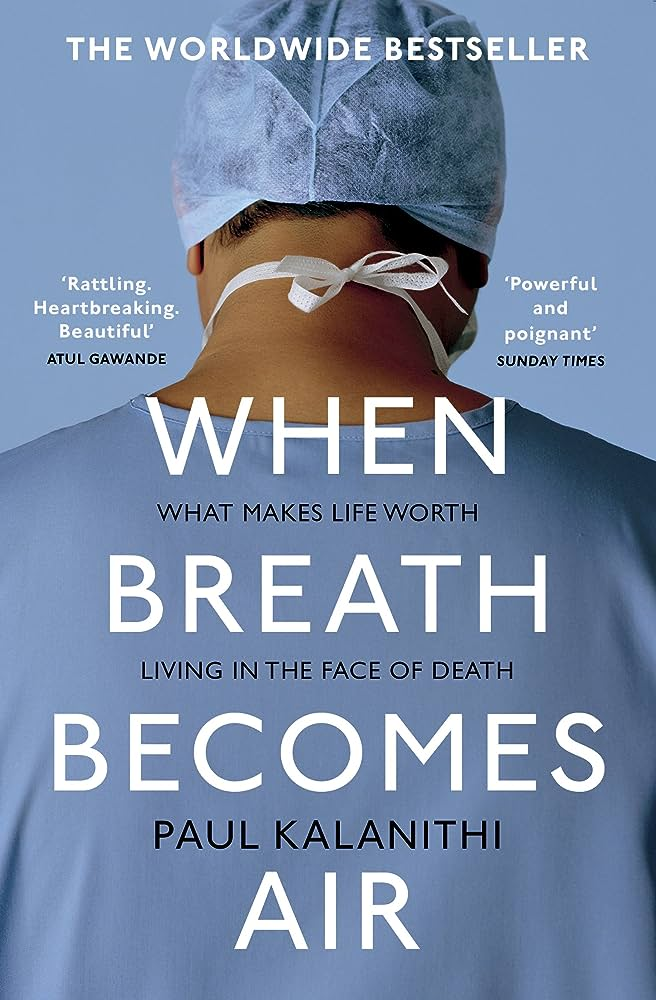 THE WORLDWIDE BESTSELLER
‘Rattling.
Heartbreaking.
Beautiful’
ATUL GAWANDE
‘Powerful
and
poignant’
SUNDAY TIMES
WHEN
WHAT MAKES LIFE WORTH
BREATH
LIVING IN THE FACE OF DEATH
BECOMES
PAUL KALANITHI
AIR